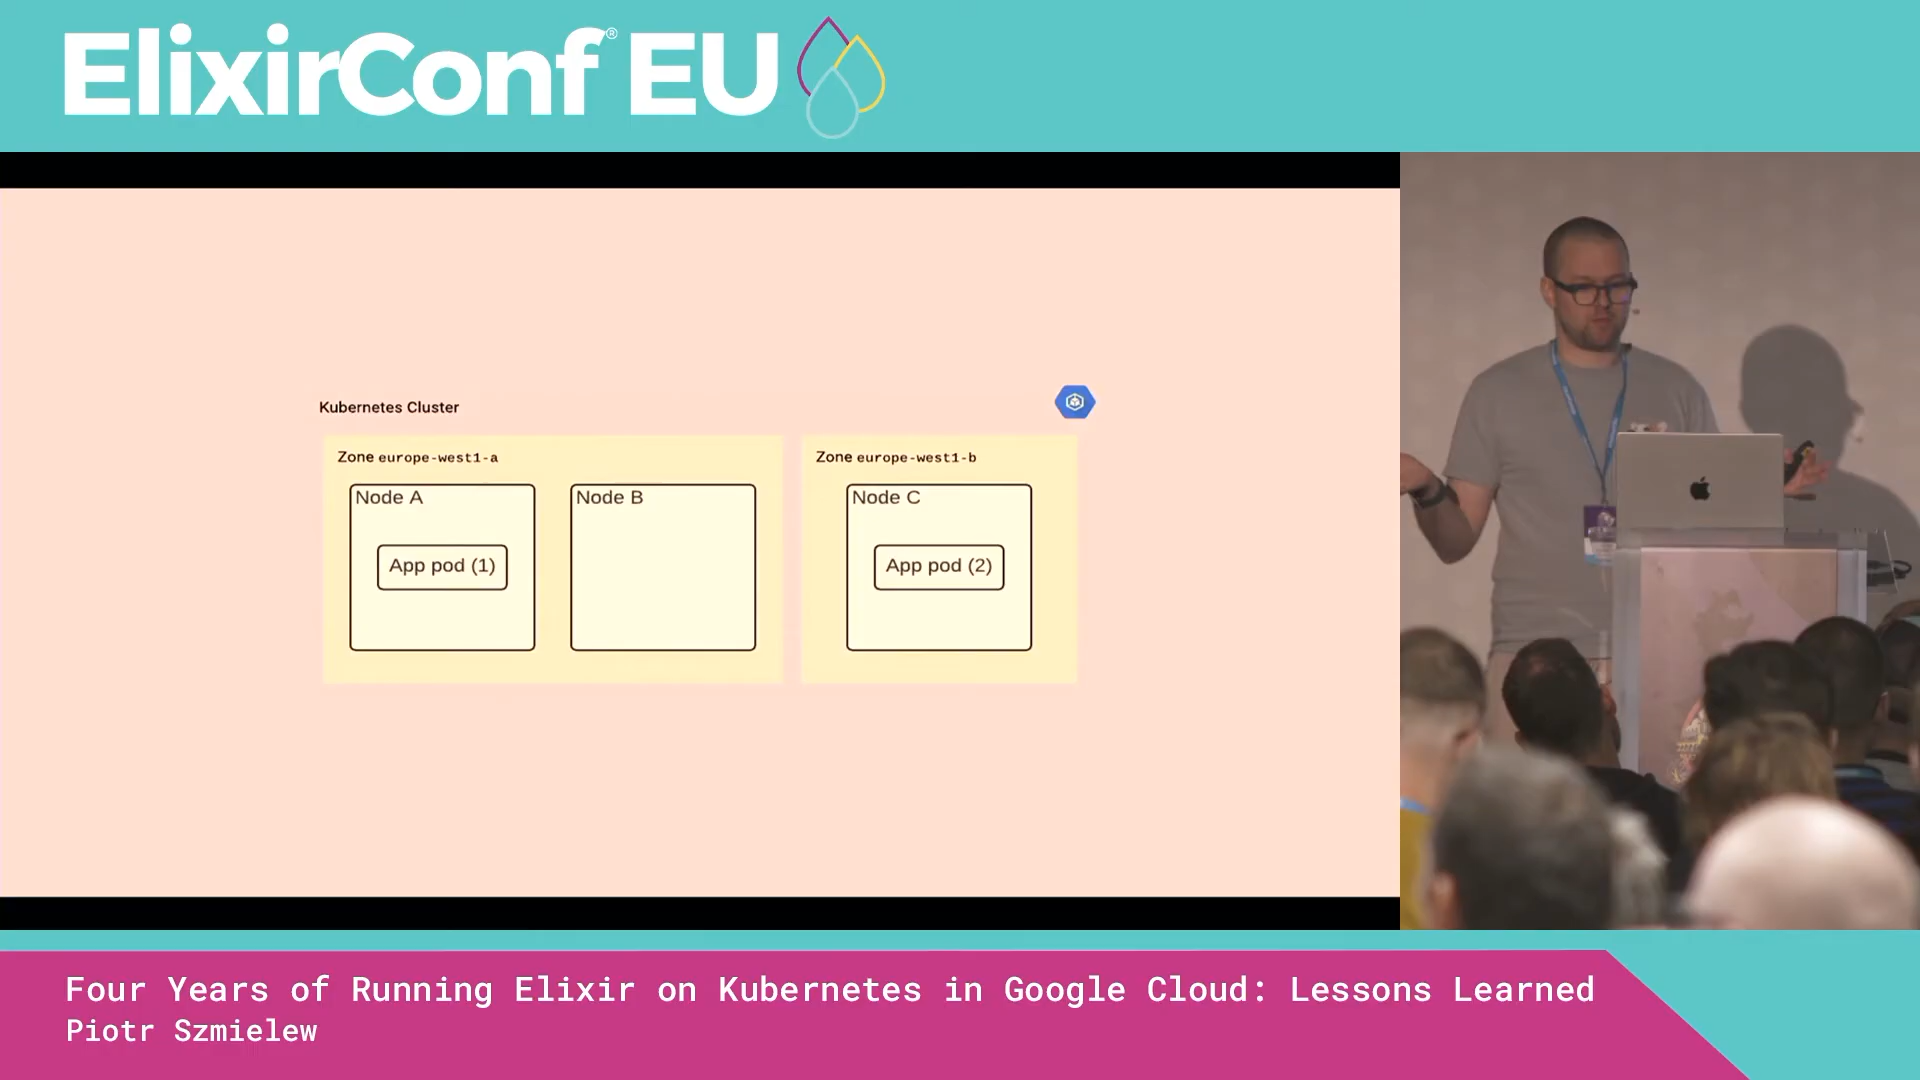 ElixirConf® EU
Kubernetes Cluster
Zone europe-west1-a
Zone europe-west1-b
Node A
Node B
Node C
App pod (1)
App pod (2)
Four Years of Running Elixir on Kubernetes in Google Cloud: Lessons Learned
Piotr Szmielew